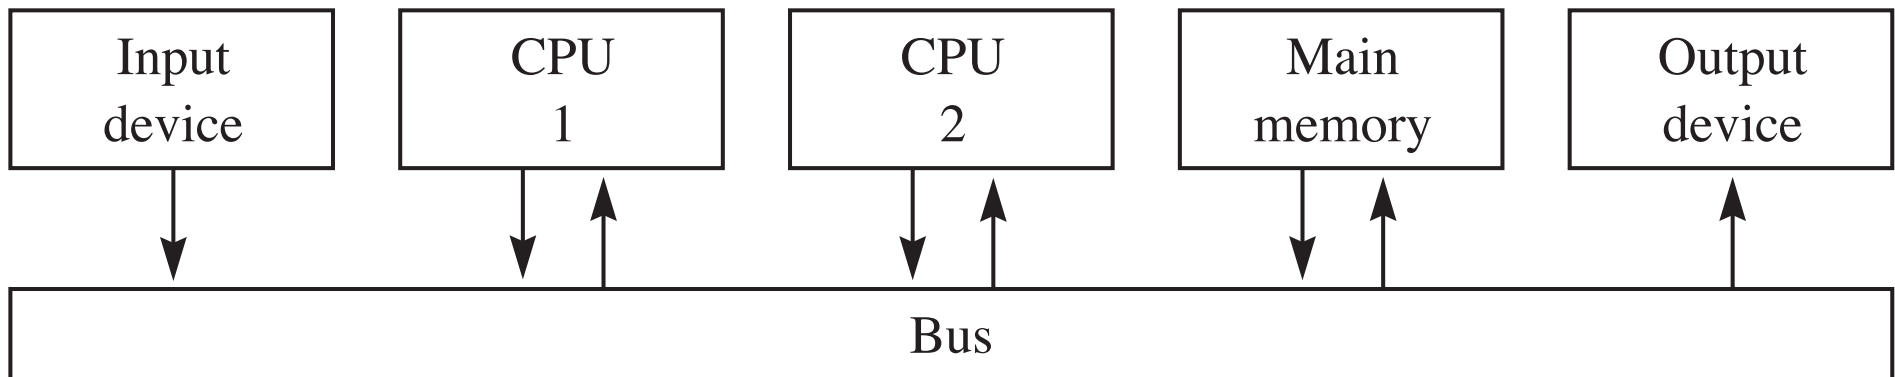 Input
device
CPU
1
CPU
2
Main
memory
Output
device
Bus